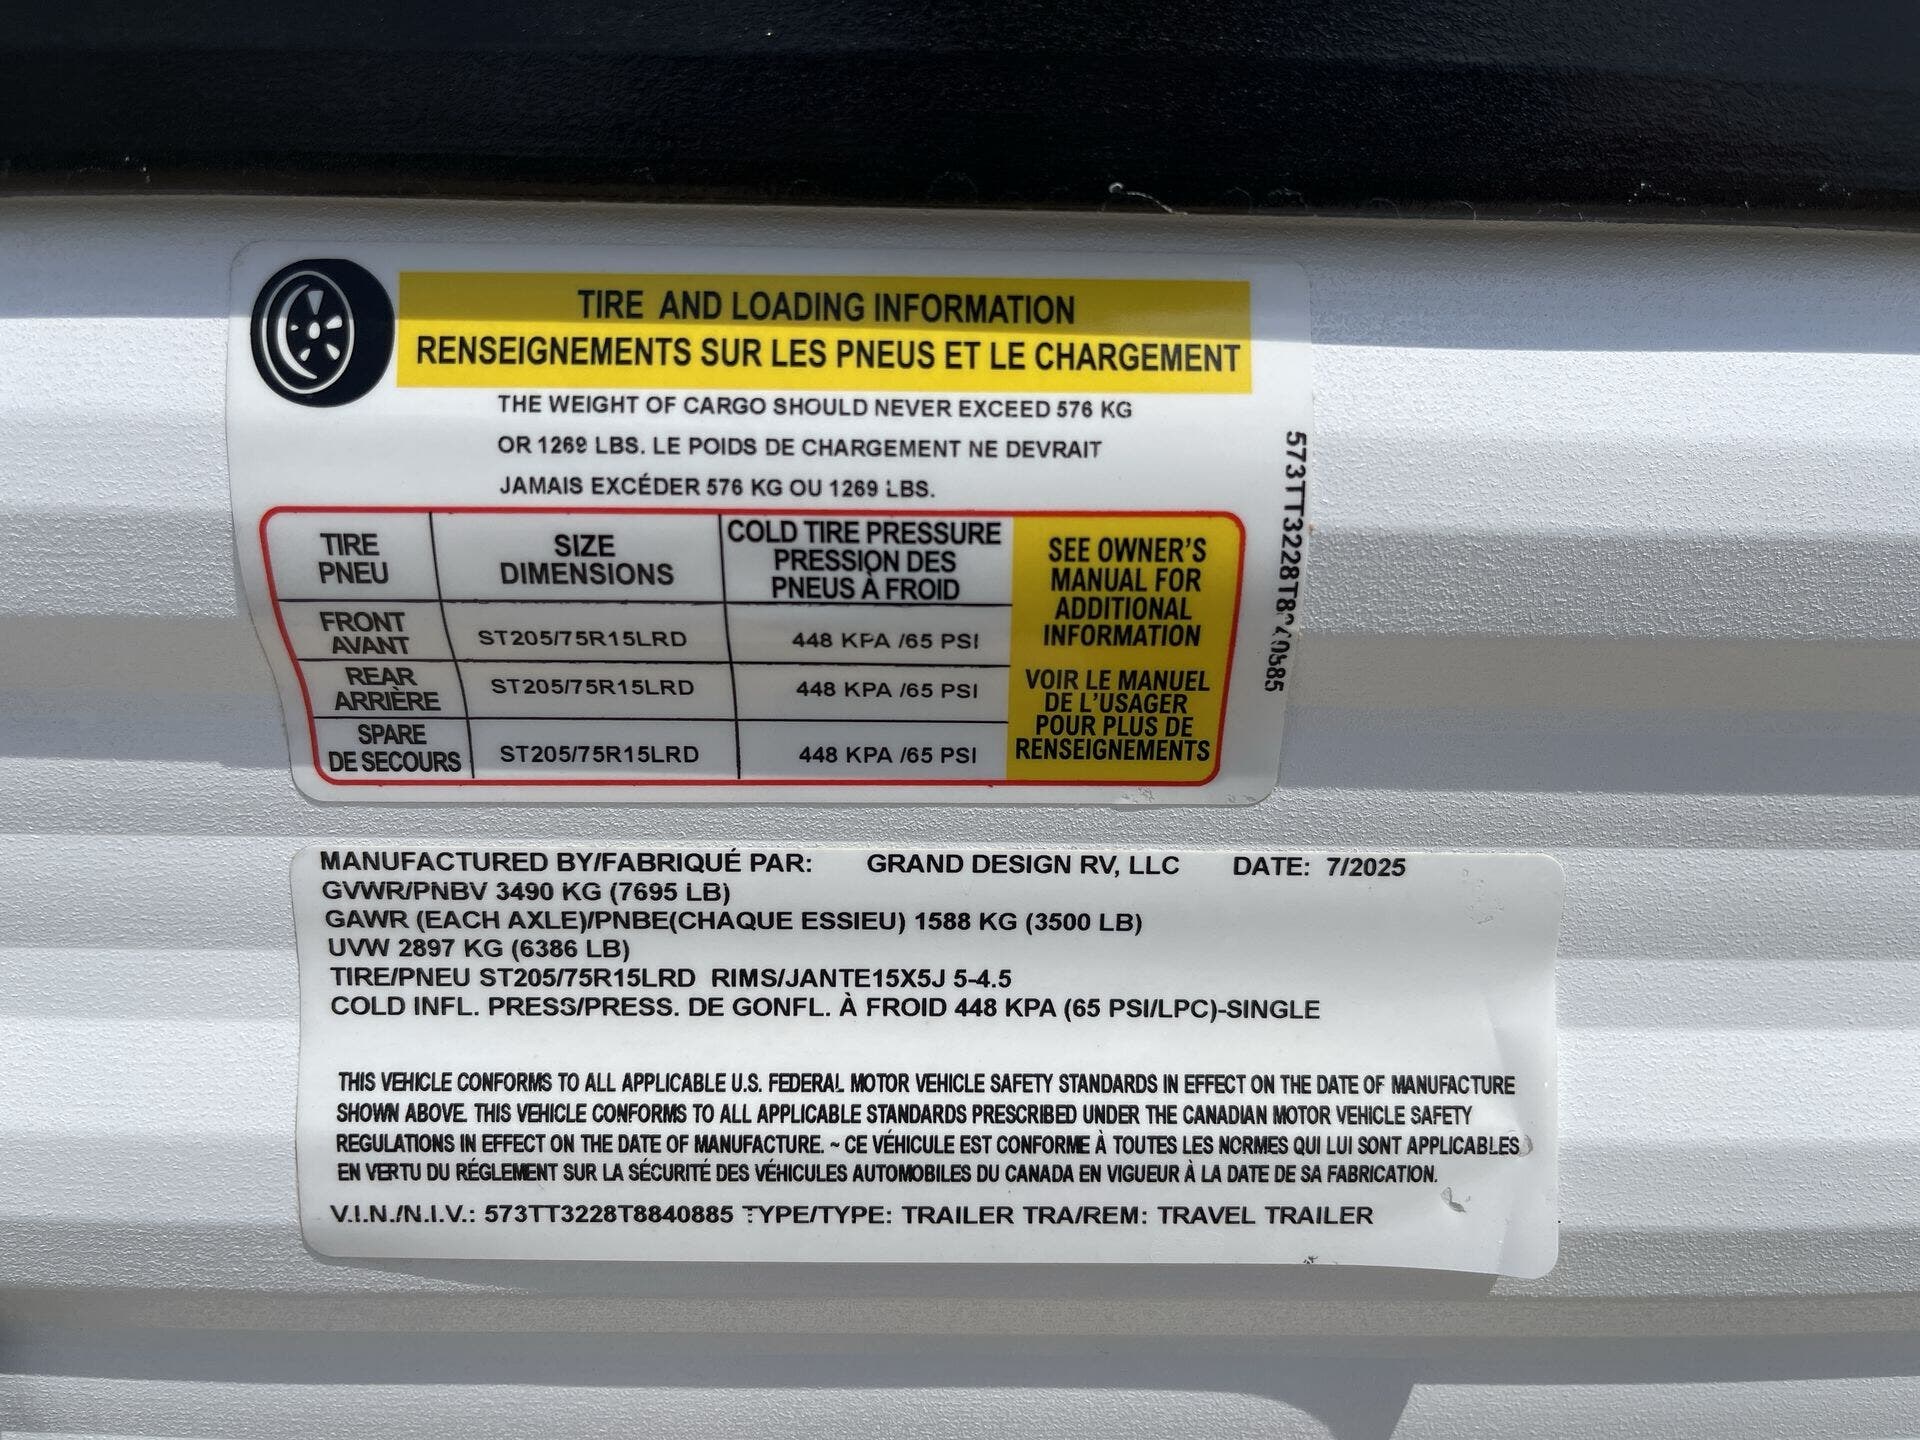 TIRE AND LOADING INFORMATION
RENSEIGNEMENTS SUR LES PNEUS ET LE CHARGEMENT
THE WEIGHT OF CARGO SHOULD NEVER EXCEED 576 KG
OR 1269 LBS. LE POIDS DE CHARGEMENT NE DEVRAIT
JAMAIS EXCÉDER 576 KG OU 1269 LBS.
TIRE
PNEU
SIZE
DIMENSIONS
COLD TIRE PRESSURE
PRESSION DES
PNEUS À FROID
FRONT
AVANT
ST205/75R15LRD
448 KPA /65 PSI
REAR
ARRIÈRE
ST205/75R15LRD
448 KPA /65 PSI
SPARE
DE SECOURS
ST205/75R15LRD
448 KPA /65 PSI
SEE OWNER'S
MANUAL FOR
ADDITIONAL
INFORMATION
VOIR LE MANUEL
DE L'USAGER
POUR PLUS DE
RENSEIGNEMENTS
MANUFACTURED BY/FABRIQUÉ PAR: GRAND DESIGN RV, LLC DATE: 7/2025
GVWR/PNBV 3490 KG (7695 LB)
GAWR (EACH AXLE)/PNBE(CHAQUE ESSIEU) 1588 KG (3500 LB)
UVW 2897 KG (6386 LB)
TIRE/PNEU ST205/75R15LRD RIMS/JANTE15X5J 5-4.5
COLD INFL. PRESS/PRESS. DE GONFL. À FROID 448 KPA (65 PSI/LPC)-SINGLE
THIS VEHICLE CONFORMS TO ALL APPLICABLE U.S. FEDERAL MOTOR VEHICLE SAFETY STANDARDS IN EFFECT ON THE DATE OF MANUFACTURE
SHOWN ABOVE. THIS VEHICLE CONFORMS TO ALL APPLICABLE STANDARDS PRESCRIBED UNDER THE CANADIAN MOTOR VEHICLE SAFETY
REGULATIONS IN EFFECT ON THE DATE OF MANUFACTURE. ~ CE VÉHICULE EST CONFORME À TOUTES LES NORMES QUI LUI SONT APPLICABLES
EN VERTU DU RÉGLEMENT SUR LA SÉCURITÉ DES VÉHICULES AUTOMOBILES DU CANADA EN VIGUEUR À LA DATE DE SA FABRICATION.
V.I.N./N.I.V.: 573TT3228T8840885 TYPE/TYPE: TRAILER TRA/REM: TRAVEL TRAILER